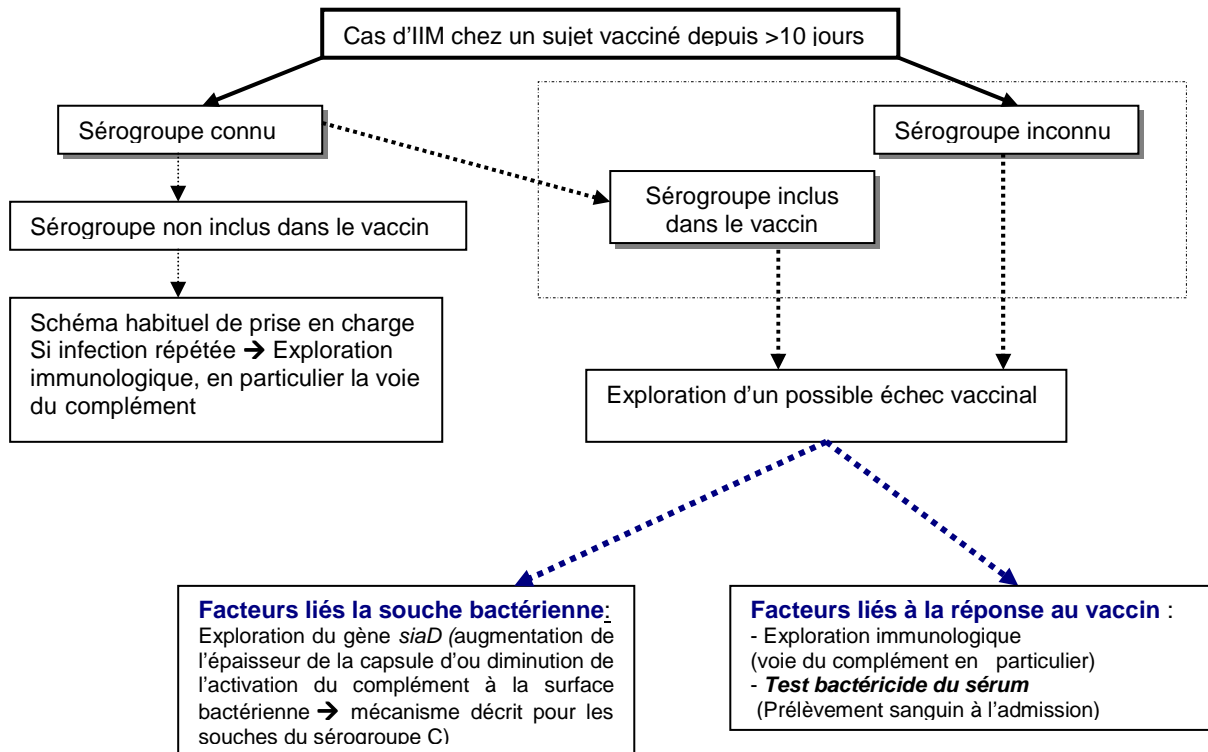 Cas d'IIM chez un sujet vacciné depuis >10 jours
Sérogroupe connu
Sérogroupe inconnu
Sérogroupe inclus
dans le vaccin
Sérogroupe non inclus dans le vaccin
Schéma habituel de prise en charge
Si infection répétée → Exploration
immunologique, en particulier la voie
du complément
Exploration d'un possible échec vaccinal
Facteurs liés la souche bactérienne:
Exploration du gène siaD (augmentation de
l'épaisseur de la capsule d'ou diminution de
l'activation du complément à la surface
bactérienne → mécanisme décrit pour les
souches du sérogroupe C)
Facteurs liés à la réponse au vaccin :
- Exploration immunologique
(voie du complément en particulier)
- Test bactéricide du sérum
(Prélèvement sanguin à l'admission)